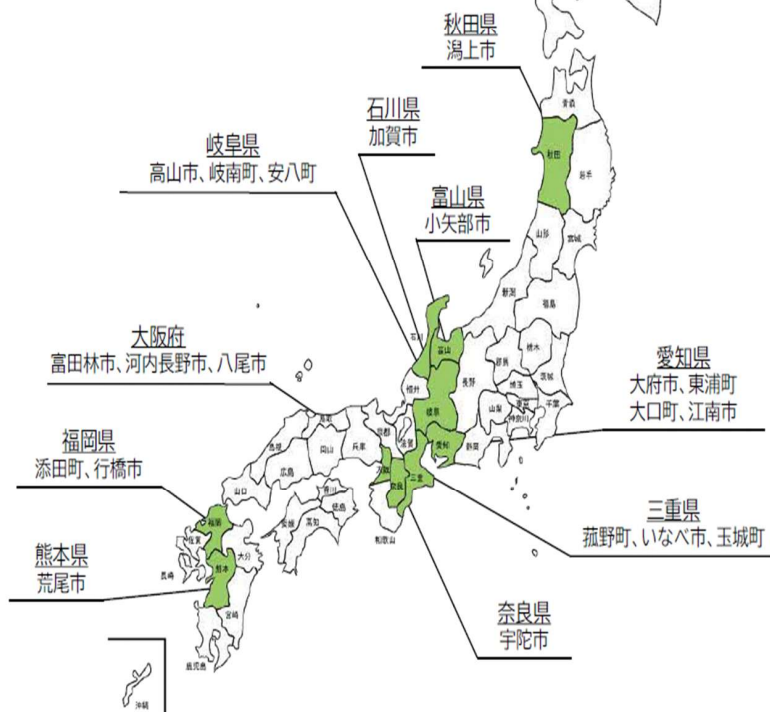 秋田県
潟上市
石川県
加賀市
岐阜県
高山市、岐南町、安八町
富山県
小矢部市
大阪府
富田林市、河内長野市、八尾市
愛知県
大府市、東浦町
大口町、江南市
福岡県
添田町、行橋市
三重県
菰野町、いなべ市、玉城町
熊本県
荒尾市
奈良県
宇陀市
青森
秋田
岩手
山形
宮城
新潟
福島
石川
富山
栃木
群馬
茨城
長野
埼玉
福井
岐阜
山梨
東京
千葉
神奈川
鳥取
京都
滋賀
愛知
静岡
島根
岡山
兵庫
広島
大阪
奈良
三重
山口
香川
徳島
愛媛
高知
和歌山
福岡
佐賀
大分
長崎
熊本
宮崎
鹿児島
沖縄